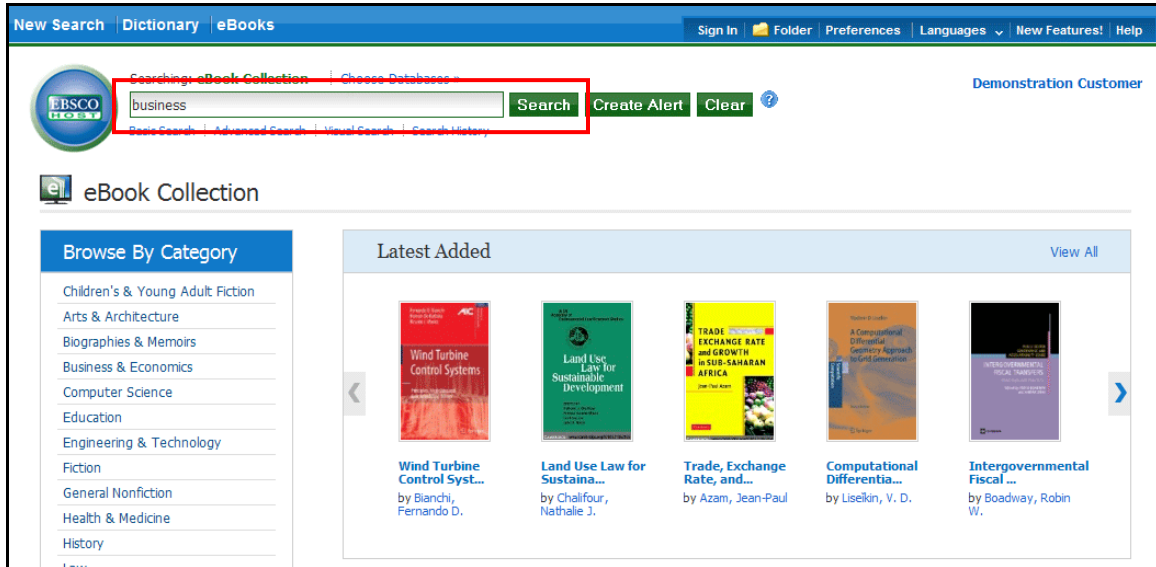 New Search Dictionary eBooks
Sign In Folder Preferences Languages New Features! Help
Searching: eBook Collection Choose Databases »
Demonstration Customer
EBSCO
HOST
business
Search Create Alert Clear ?
Basic Search Advanced Search Visual Search Search History
eBook Collection
Browse By Category
Children's & Young Adult Fiction
Arts & Architecture
Biographies & Memoirs
Business & Economics
Computer Science
Education
Engineering & Technology
Fiction
General Nonfiction
Health & Medicine
History
Law
Latest Added
View All
Wind Turbine
Control Systems
Land Use
Law for
Sustainable
Development
TRADE
EXCHANGE RATE
and GROWTH
in SUB-SAHARAN
AFRICA
Jean-Paul Azam
A Computational
Differential
Geometry Approach
to Grid Generation
INTERGOVERNMENTAL
FISCAL TRANSFERS
Wind Turbine
Control Syst...
by Bianchi,
Fernando D.
Land Use Law for
Sustaina...
by Chalifour,
Nathalie J.
Trade, Exchange
Rate, and...
by Azam, Jean-Paul
Computational
Differentia...
by Liseĭkin, V. D.
Intergovernmental
Fiscal ...
by Boadway, Robin
W.